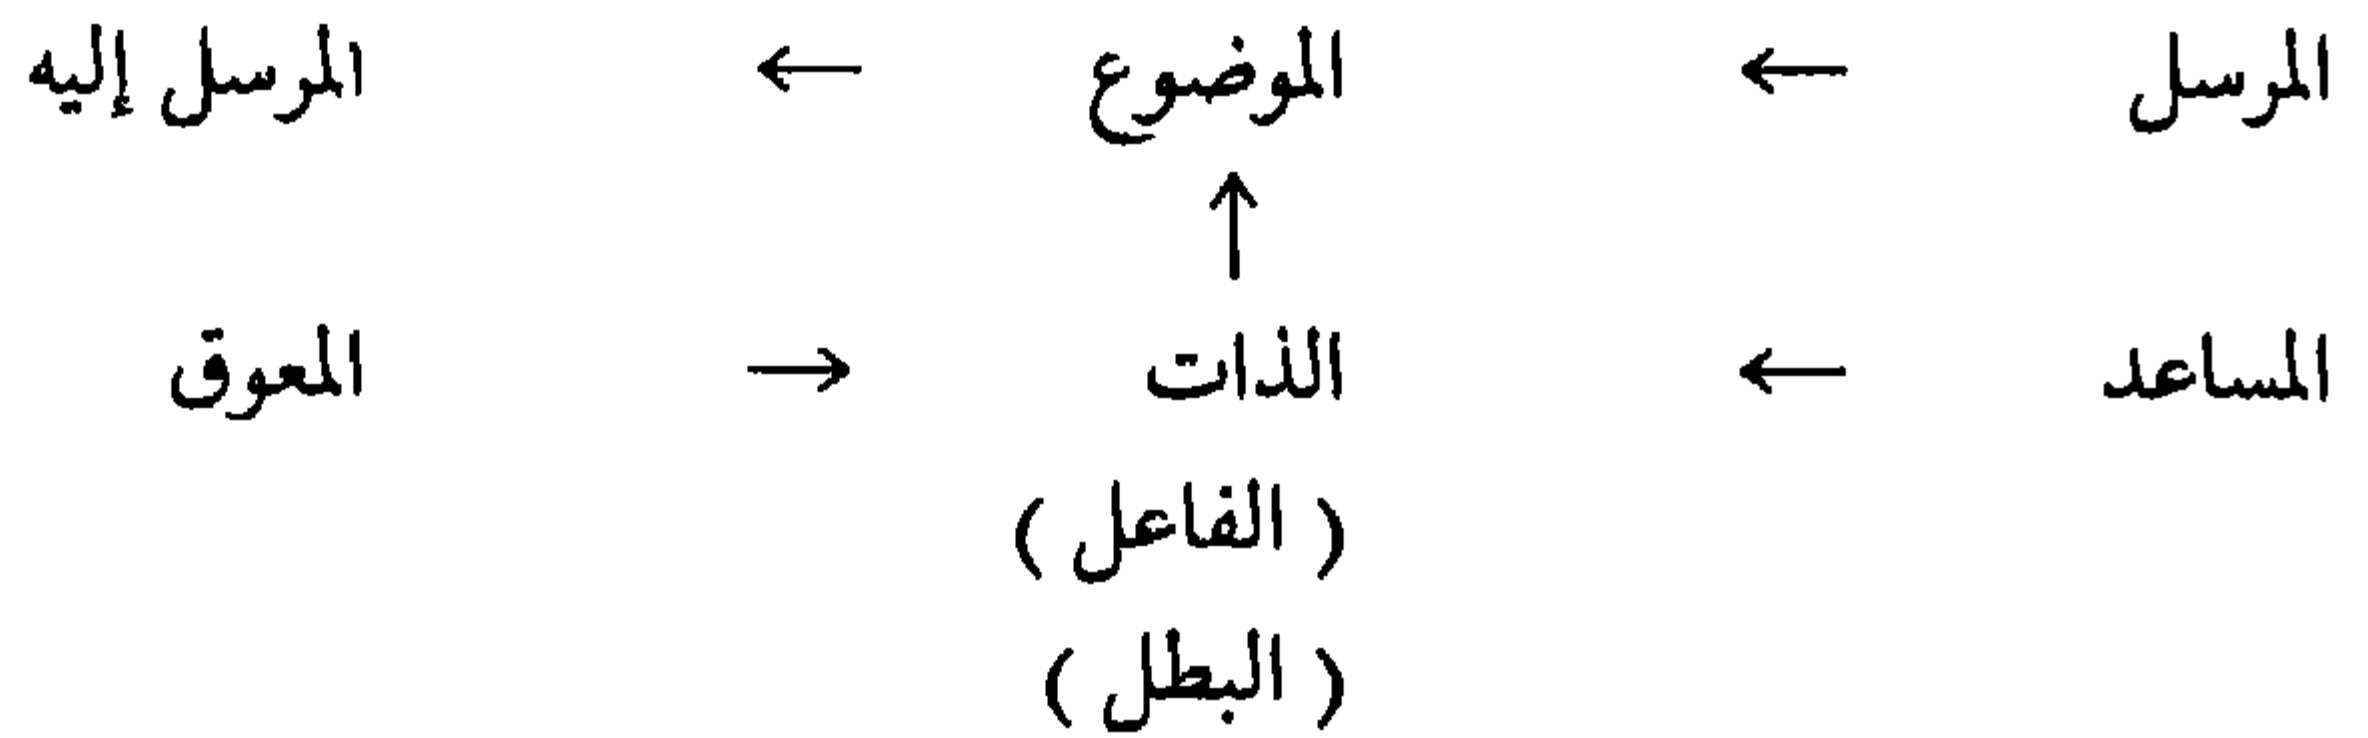 المرسل ← الموضوع ← المرسل إليه
↑
المساعد ← الذات → المعوق
( الفاعل )
( البطل )